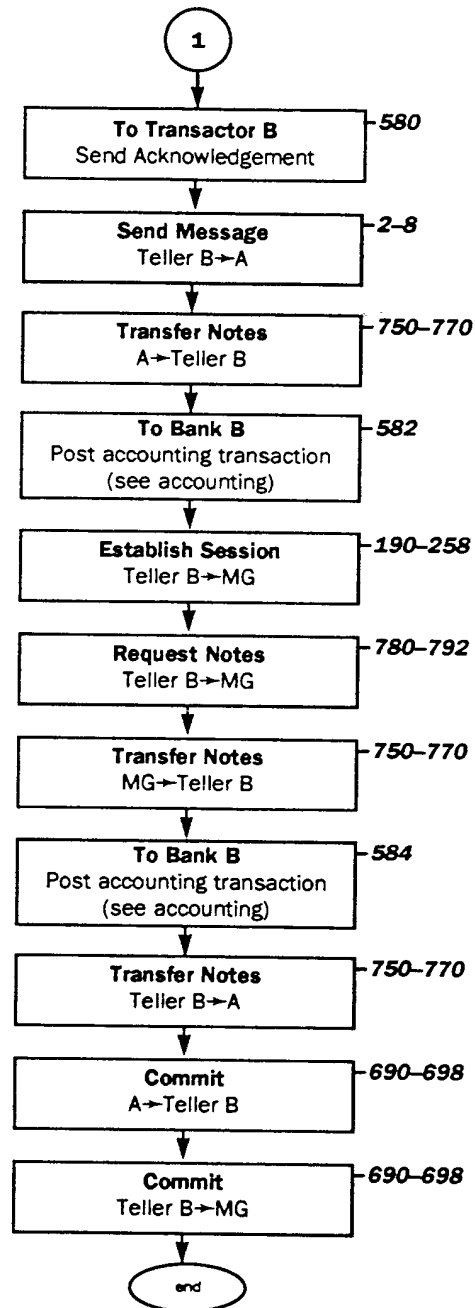 1
To Transactor B
Send Acknowledgement
580
Send Message
Teller B→A
2–8
Transfer Notes
A→Teller B
750–770
To Bank B
Post accounting transaction
(see accounting)
582
Establish Session
Teller B→MG
190–258
Request Notes
Teller B→MG
780–792
Transfer Notes
MG→Teller B
750–770
To Bank B
Post accounting transaction
(see accounting)
584
Transfer Notes
Teller B→A
750–770
Commit
A→Teller B
690–698
Commit
Teller B→MG
690–698
end